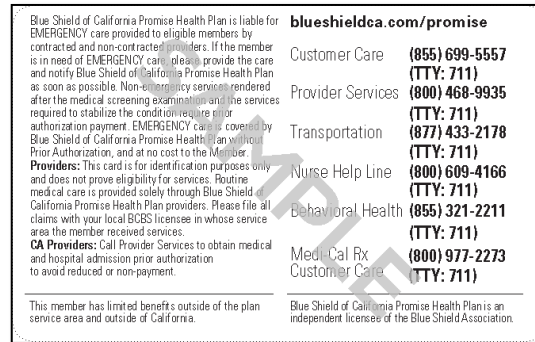 Blue Shield of California Promise Health Plan is liable for
EMERGENCY care provided to eligible members by
contracted and non-contracted providers. If the member
is in need of EMERGENCY care, please provide the care
and notify Blue Shield of California Promise Health Plan
as soon as possible. Non-emergency services rendered
after the medical screening examination and the services
required to stabilize the condition require prior
authorization payment. EMERGENCY care is covered by
Blue Shield of California Promise Health Plan without
Prior Authorization, and at no cost to the Member.
Providers: This card is for identification purposes only
and does not prove eligibility for services. Routine
medical care is provided solely through Blue Shield of
California Promise Health Plan providers. Please file all
claims with your local BCBS licensee in whose service
area the member received services.
CA Providers: Call Provider Services to obtain medical
and hospital admission prior authorization
to avoid reduced or non-payment.
This member has limited benefits outside of the plan
service area and outside of California.
blueshieldca.com/promise
Customer Care (855) 699-5557
(TTY: 711)
Provider Services (800) 468-9935
(TTY: 711)
Transportation (877) 433-2178
(TTY: 711)
Nurse Help Line (800) 609-4166
(TTY: 711)
Behavioral Health (855) 321-2211
(TTY: 711)
Medi-Cal Rx (800) 977-2273
Customer Care (TTY: 711)
Blue Shield of California Promise Health Plan is an
independent licensee of the Blue Shield Association.
SAMPLE